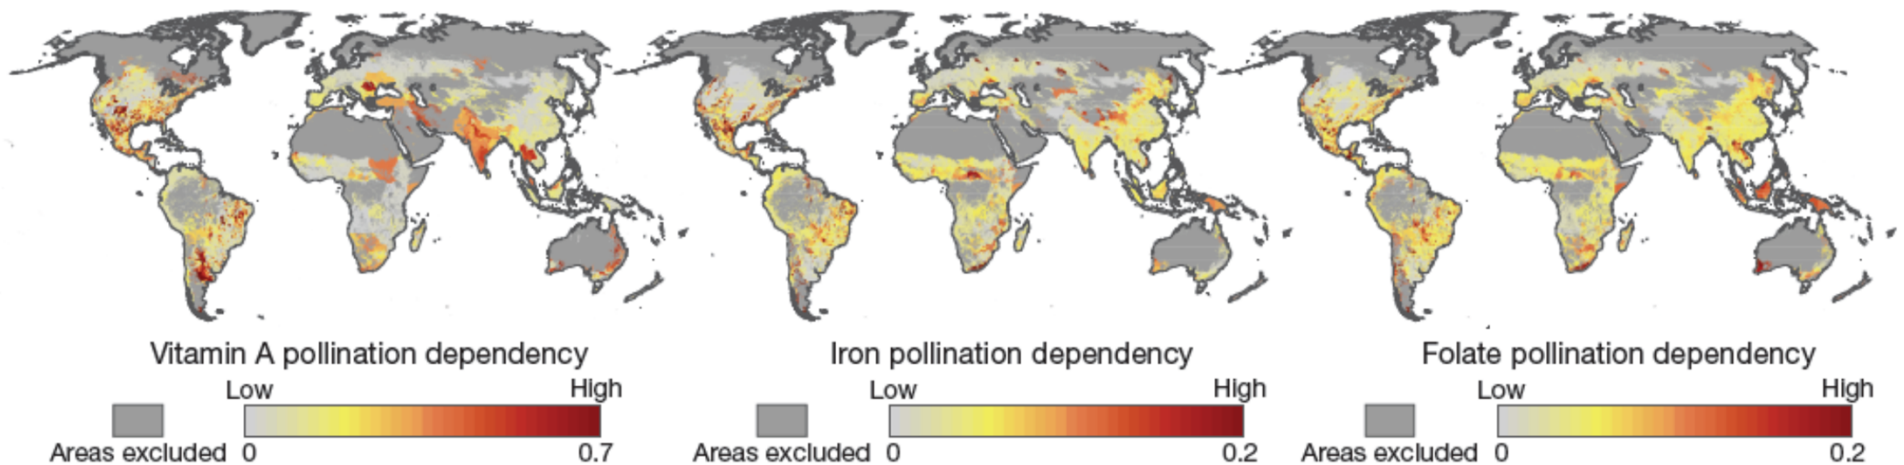 Vitamin A pollination dependency
Low High
Areas excluded 0 0.7
Iron pollination dependency
Low High
Areas excluded 0 0.2
Folate pollination dependency
Low High
Areas excluded 0 0.2